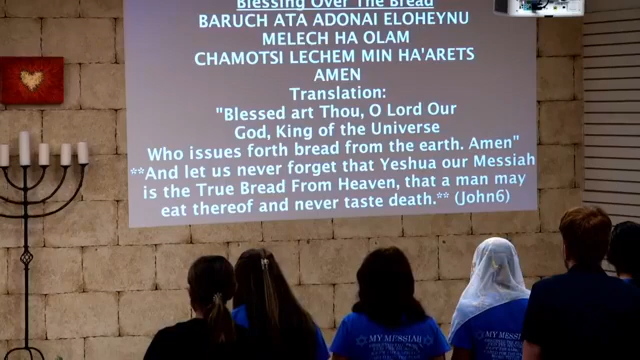 Blessing Over The Bread
BARUCH ATA ADONAI ELOHEYNU
MELECH HA OLAM
CHAMOTSI LECHEM MIN HA'ARETS
AMEN
Translation:
"Blessed art Thou, O Lord Our
God, King of the Universe
Who issues forth bread from the earth. Amen"
**And let us never forget that Yeshua our Messiah
is the True Bread From Heaven, that a man may
eat thereof and never taste death.** (John6)
MY MESSIAH
MY MESSIAH